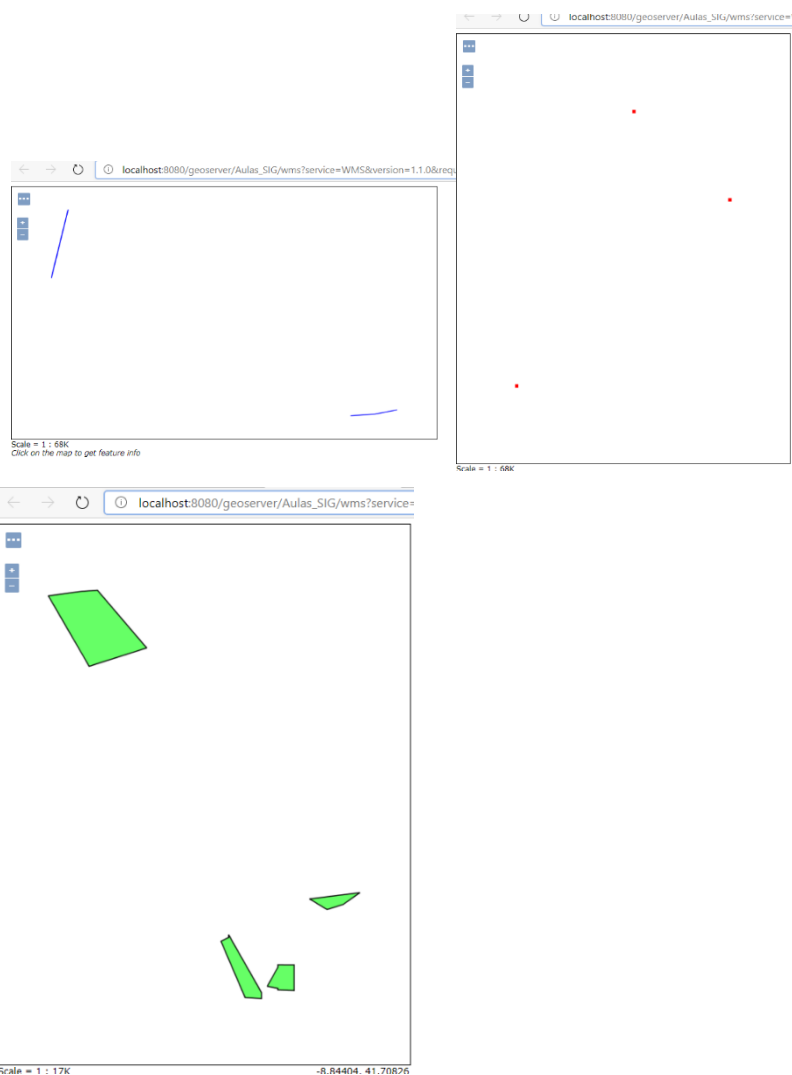 localhost:8080/geoserver/Aulas_SIG/wms?service=
localhost:8080/geoserver/Aulas_SIG/wms?service=WMS&version=1.1.0&requ
Scale = 1 : 68K
Click on the map to get feature info
Scale = 1 : 68K
localhost:8080/geoserver/Aulas_SIG/wms?service=
Scale = 1 : 17K
-8.84404, 41.70826